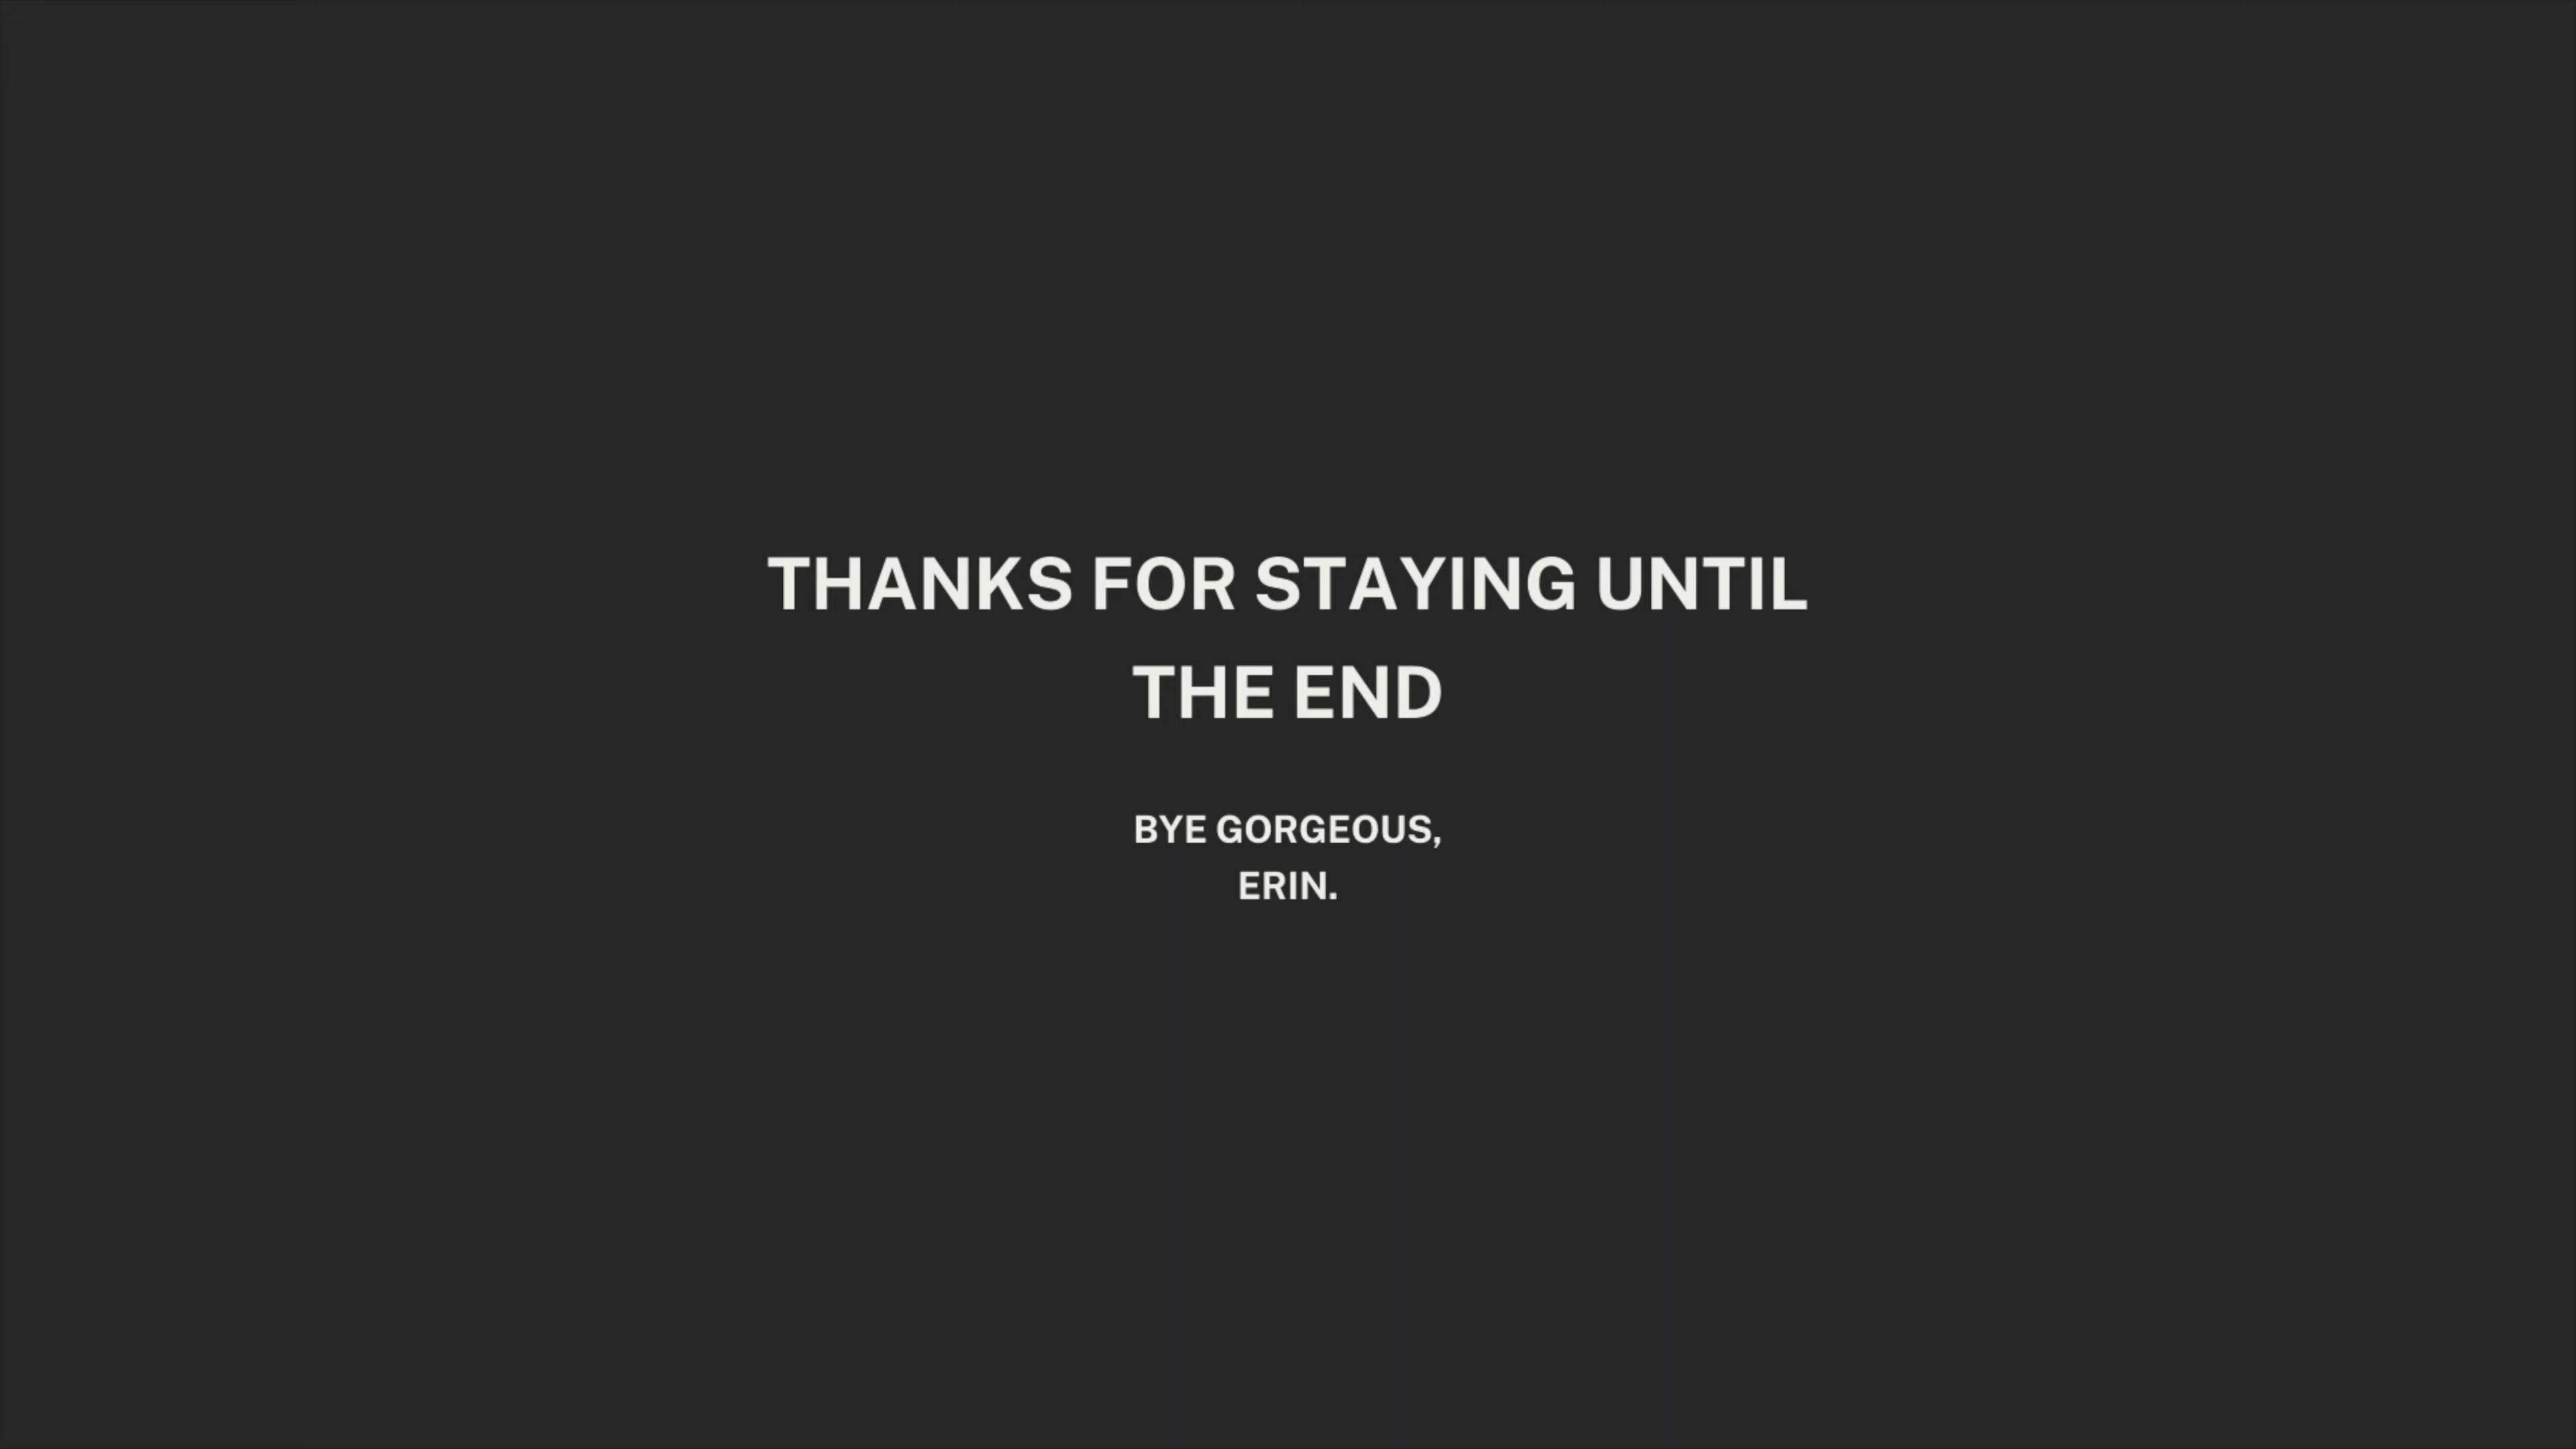 THANKS FOR STAYING UNTIL
THE END
BYE GORGEOUS,
ERIN.